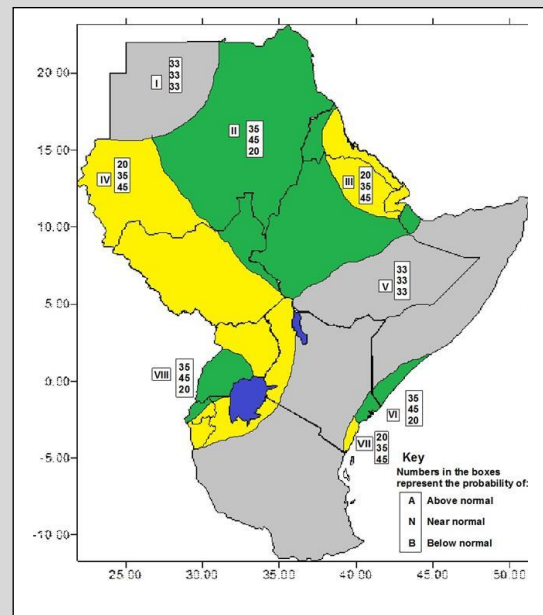 20.00
15.00
10.00
5.00
0.00
-5.00
-10.00
25.00 30.00 35.00 40.00 45.00 50.00
I
33
33
33
II
35
45
20
III
20
35
45
IV
20
35
45
V
33
33
33
VIII
35
45
20
VI
35
45
20
VII
20
35
45
Key
Numbers in the boxes
represent the probability of:
A Above normal
N Near normal
B Below normal